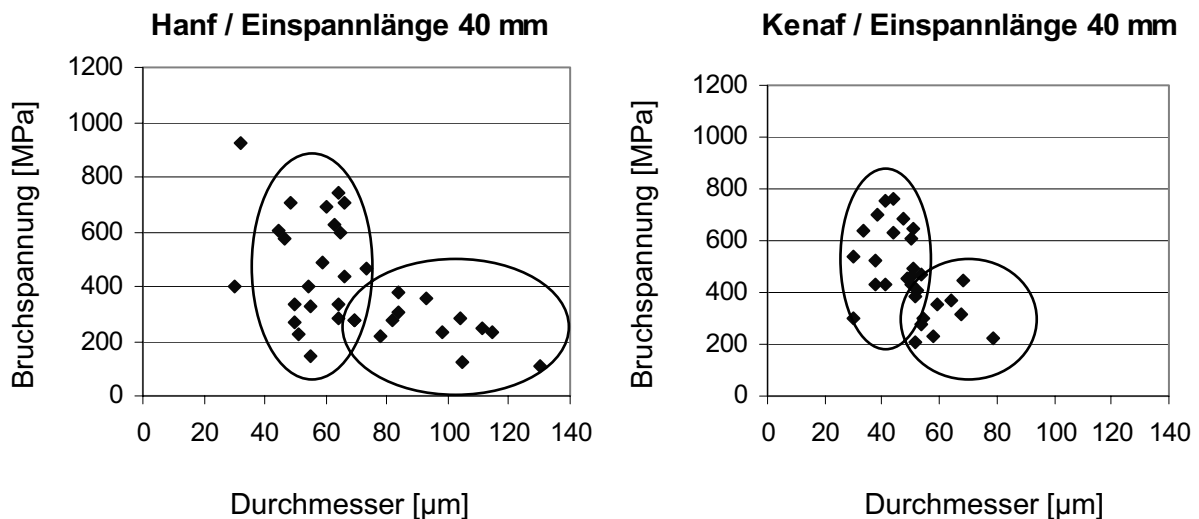 Hanf / Einspannlänge 40 mm
Bruchspannung [MPa]
1200
1000
800
600
400
200
0
0 20 40 60 80 100 120 140
Durchmesser [µm]
Kenaf / Einspannlänge 40 mm
Bruchspannung [MPa]
1200
1000
800
600
400
200
0
0 20 40 60 80 100 120 140
Durchmesser [µm]